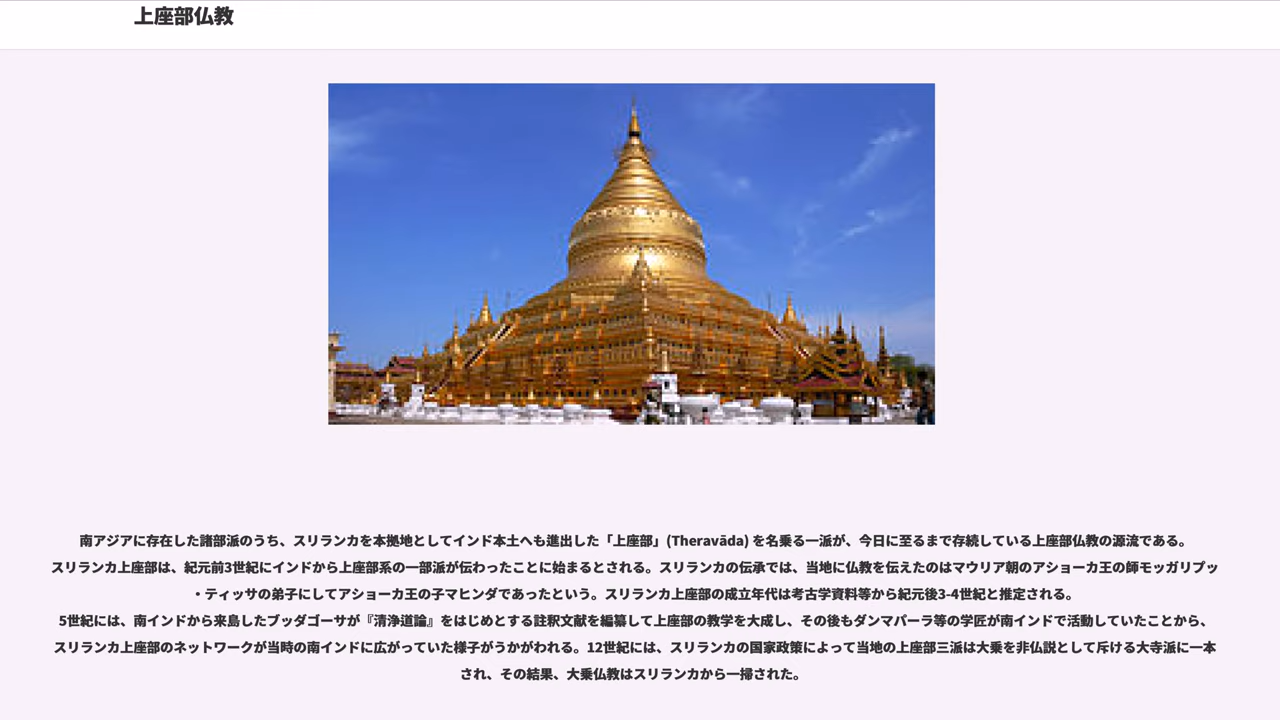 上座部仏教
南アジアに存在した諸部派のうち、スリランカを本拠地としてインド本土へも進出した「上座部」(Theravāda) を名乗る一派が、今日に至るまで存続している上座部仏教の源流である。
スリランカ上座部は、紀元前3世紀にインドから上座部系の一部派が伝わったことに始まるとされる。スリランカの伝承では、当地に仏教を伝えたのはマウリア朝のアショーカ王の師モッガリプッ
・ティッサの弟子にしてアショーカ王の子マヒンダであったという。スリランカ上座部の成立年代は考古学資料等から紀元後3-4世紀と推定される。
5世紀には、南インドから来島したブッダゴーサが『清浄道論』をはじめとする註釈文献を編纂して上座部の教学を大成し、その後もダンマパーラ等の学匠が南インドで活動していたことから、
スリランカ上座部のネットワークが当時の南インドに広がっていた様子がうかがわれる。12世紀には、スリランカの国家政策によって当地の上座部三派は大乗を非仏説として斥ける大寺派に一本
され、その結果、大乗仏教はスリランカから一掃された。